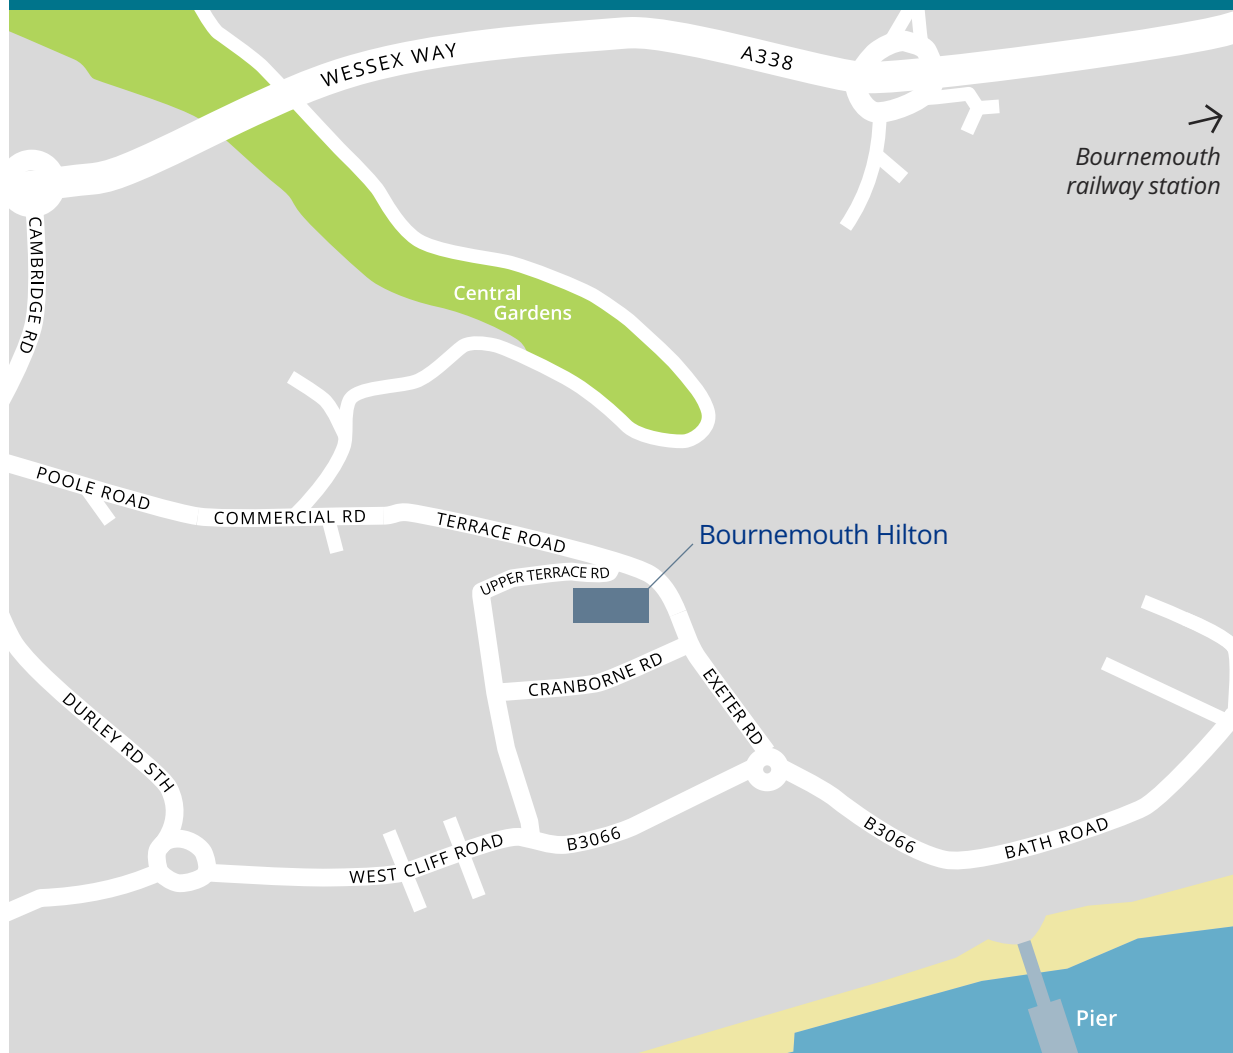 WESSEX WAY
A338
Bournemouth
railway station
CAMBRIDGE RD
Central
Gardens
POOLE ROAD
COMMERCIAL RD
TERRACE ROAD
Bournemouth Hilton
UPPER TERRACE RD
CRANBORNE RD
EXETER RD
DURLEY RD STH
WEST CLIFF ROAD
B3066
B3066
BATH ROAD
Pier